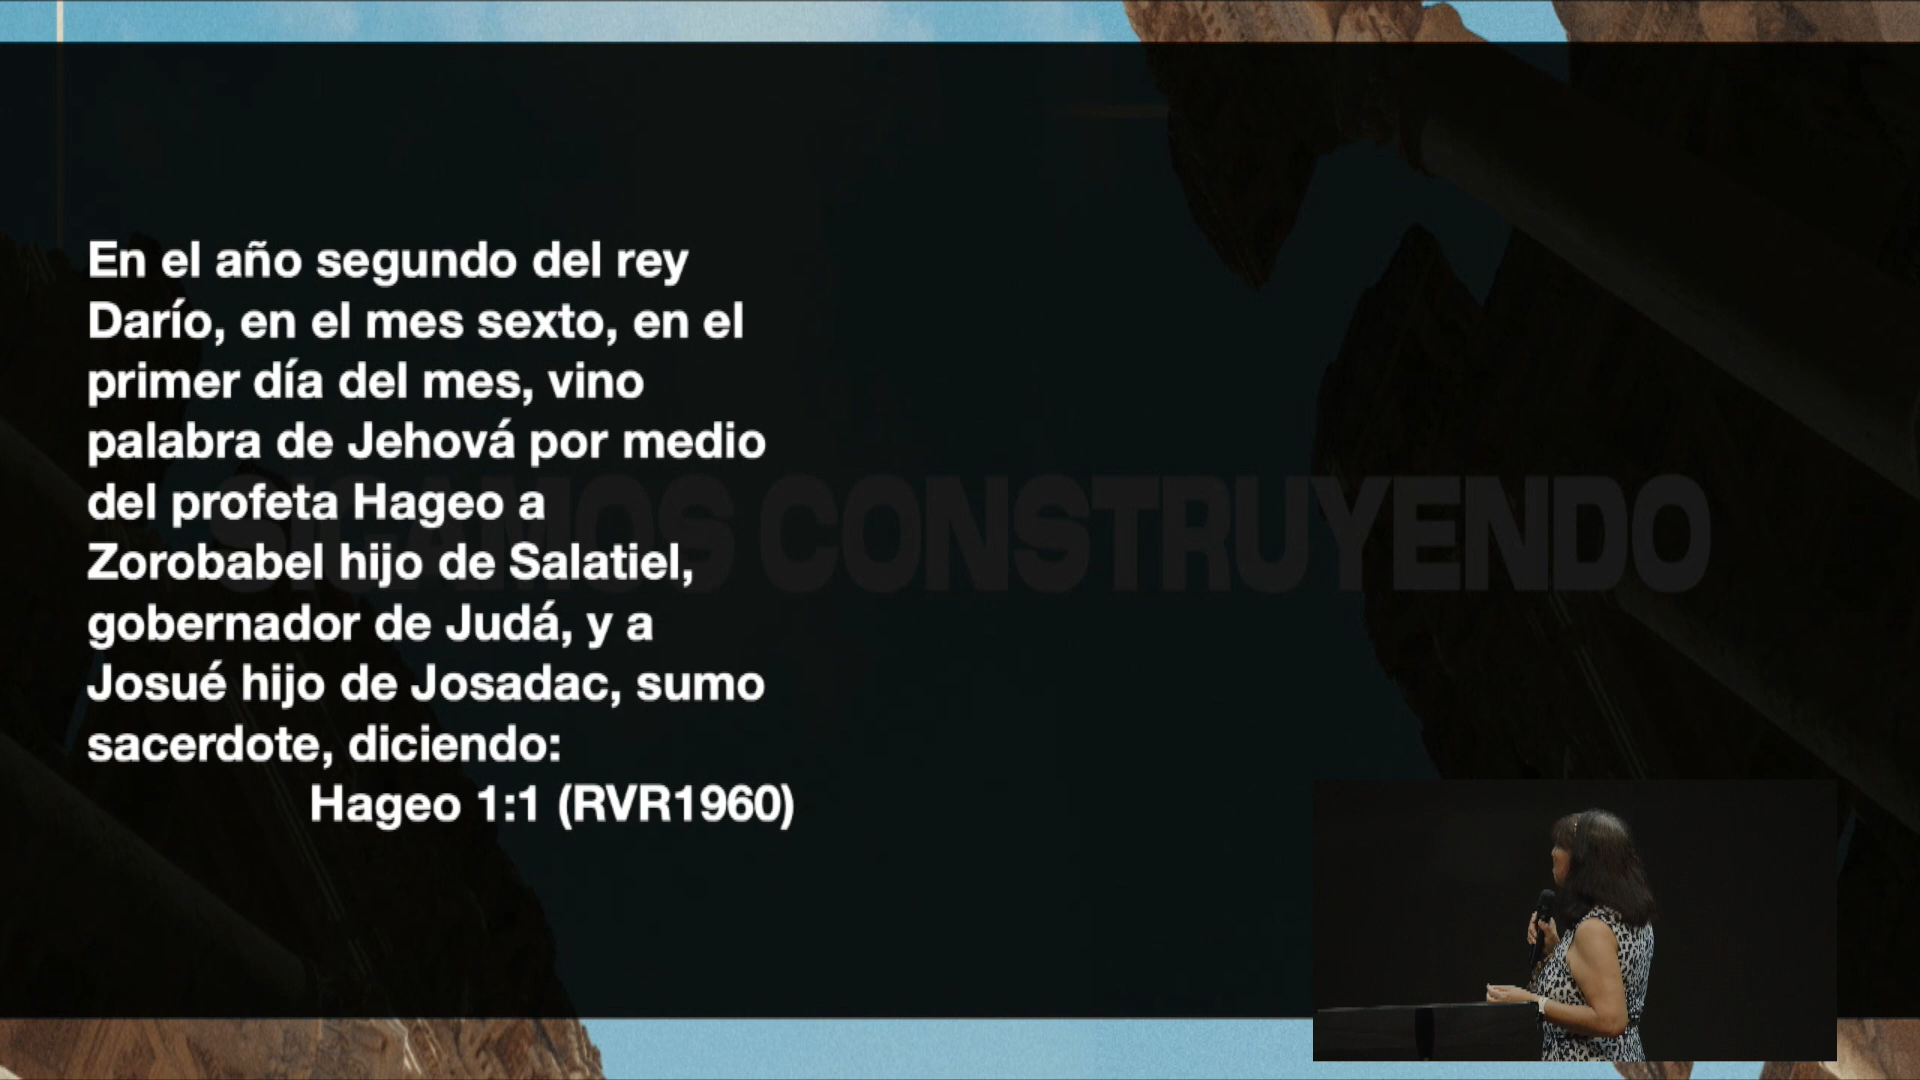 En el año segundo del rey
Darío, en el mes sexto, en el
primer día del mes, vino
palabra de Jehová por medio
del profeta Hageo a
Zorobabel hijo de Salatiel,
gobernador de Judá, y a
Josué hijo de Josadac, sumo
sacerdote, diciendo:
Hageo 1:1 (RVR1960)
SIGAMOS CONSTRUYENDO